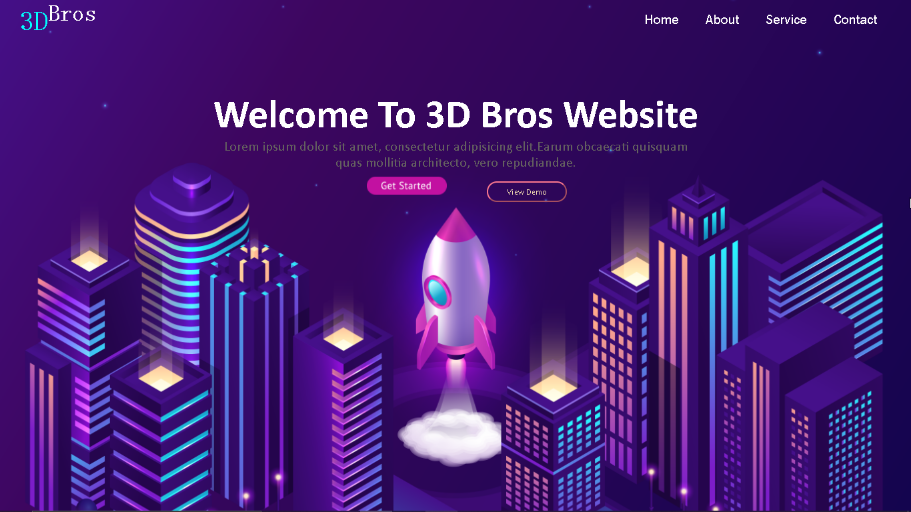 3DBros
Home About Service Contact
Welcome To 3D Bros Website
Lorem ipsum dolor sit amet, consectetur adipisicing elit.Earum obcaecati quisquam
quas mollitia architecto, vero repudiandae.
Get Started View Demo